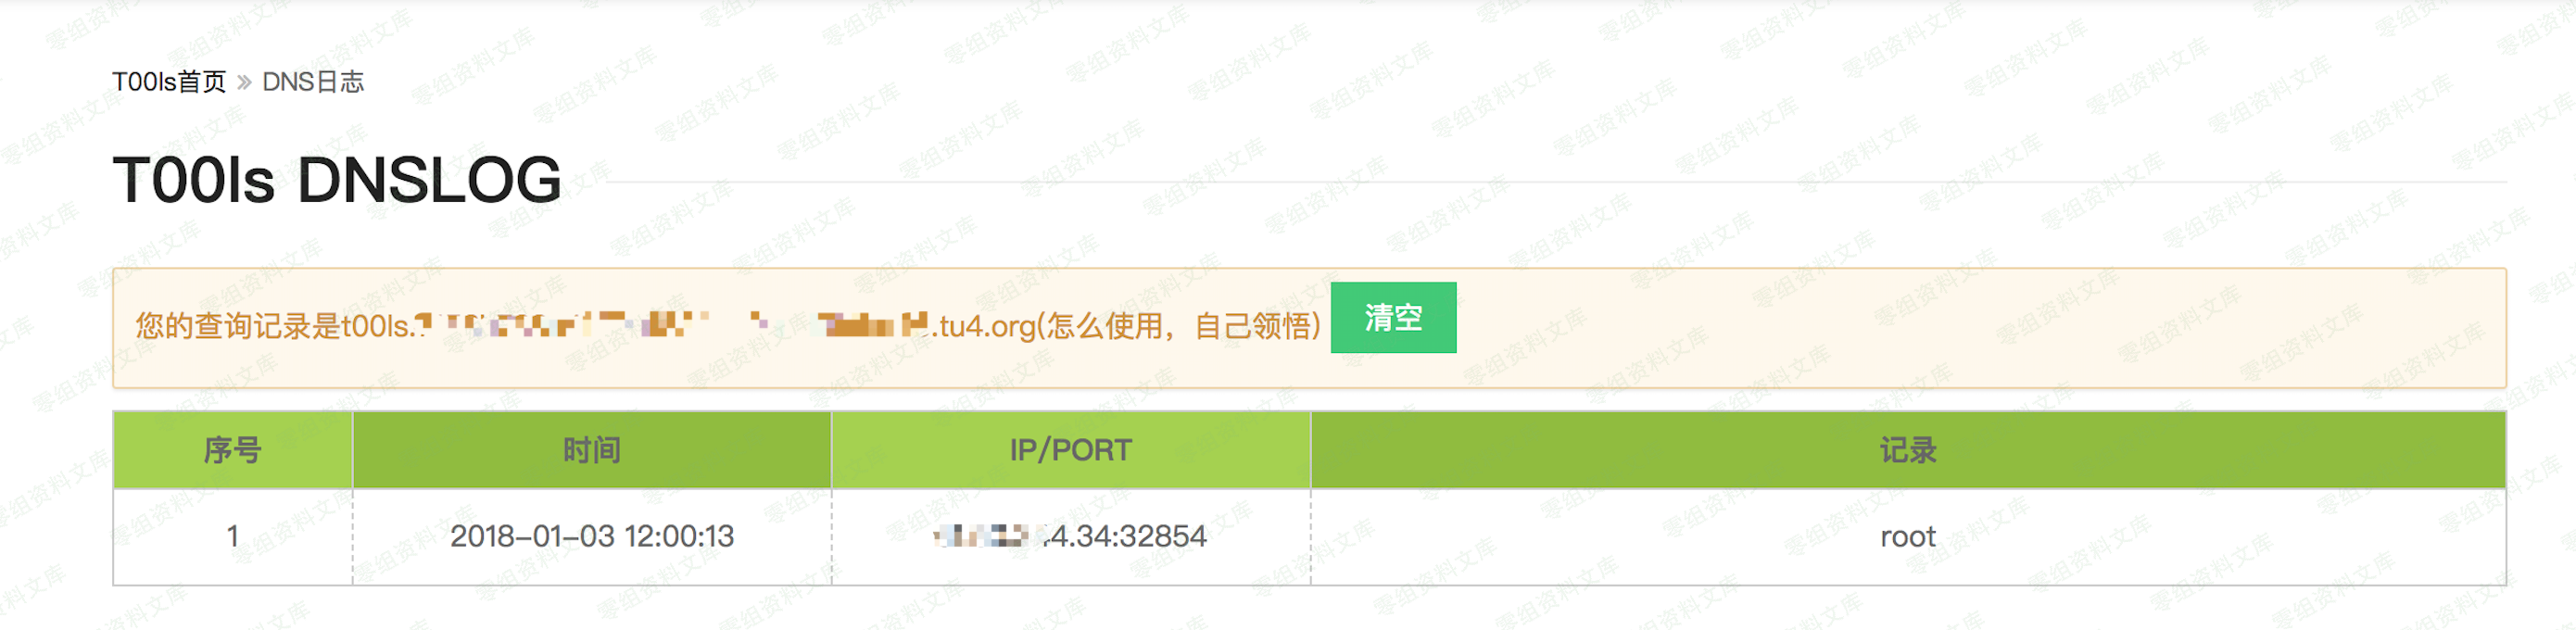 T00ls首页 » DNS日志
T00ls DNSLOG
您的查询记录是t00ls. .tu4.org(怎么使用，自己领悟) 清空
序号 时间 IP/PORT 记录
1 2018-01-03 12:00:13 4.34:32854 root
零组资料文库